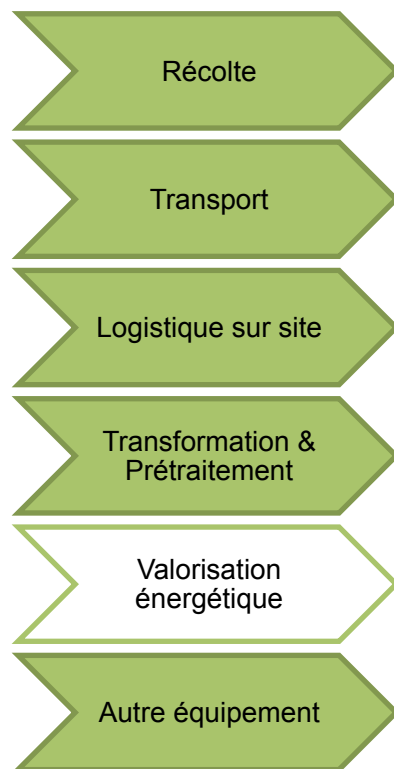 Récolte
Transport
Logistique sur site
Transformation &
Prétraitement
Valorisation
énergétique
Autre équipement